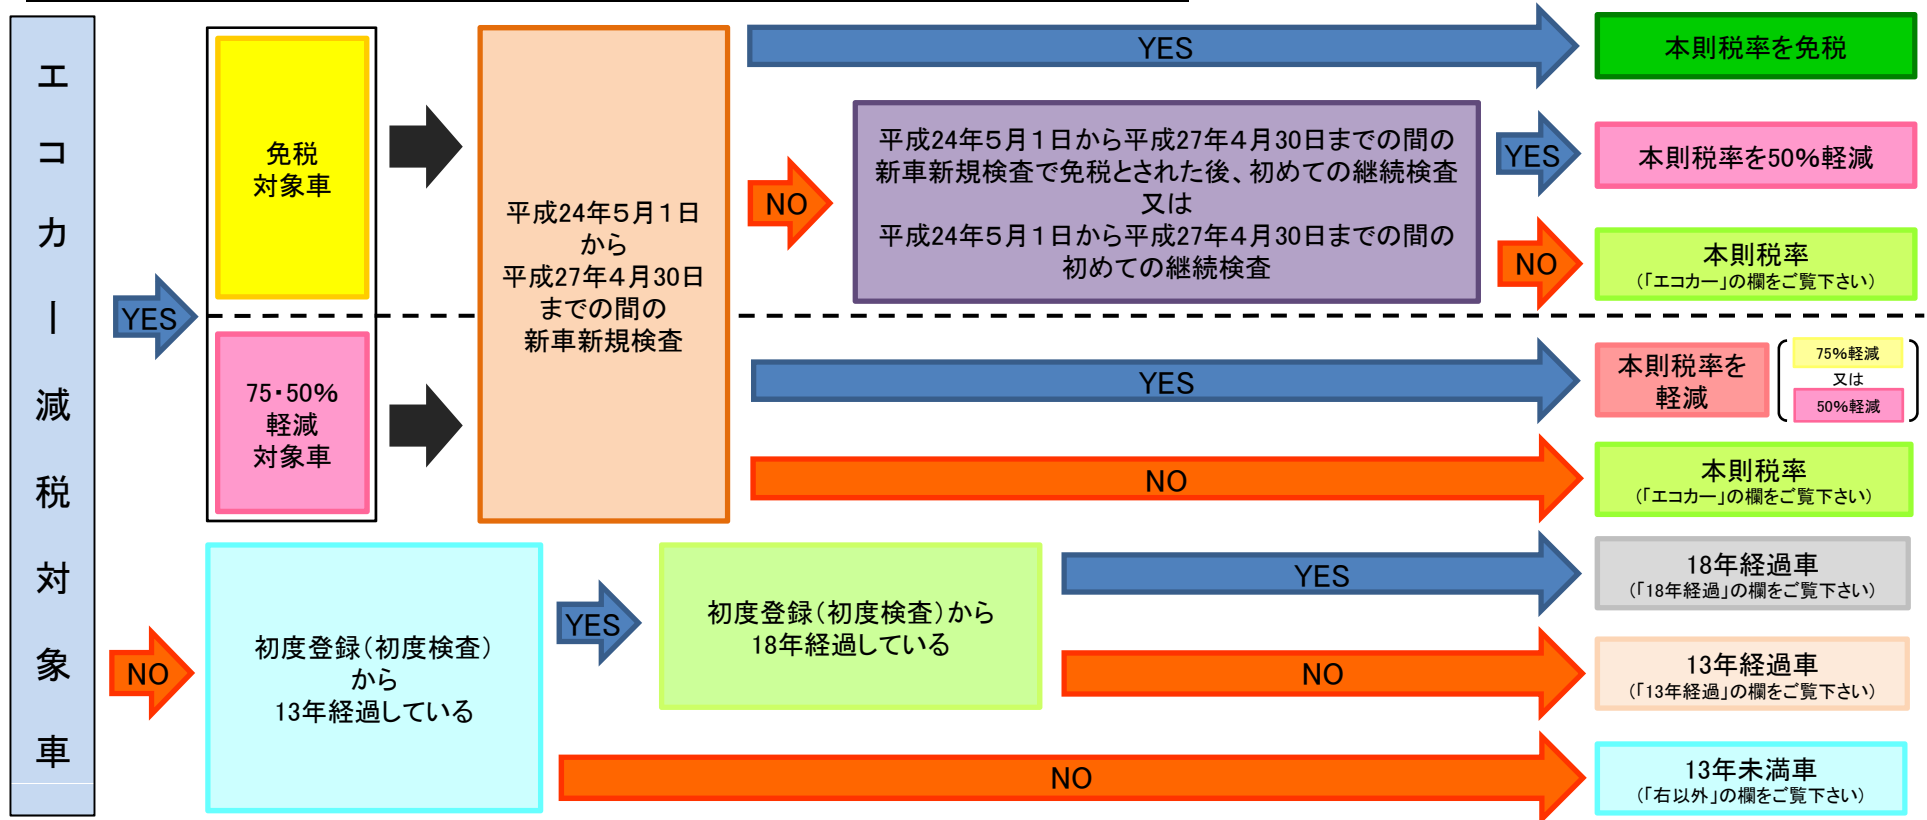 エコカー減税対象車
YES
NO
免税
対象車
75・50%
軽減
対象車
平成24年5月1日
から
平成27年4月30日
までの間の
新車新規検査
YES
本則税率を免税
NO
平成24年5月1日から平成27年4月30日までの間の
新車新規検査で免税とされた後、初めての継続検査
又は
平成24年5月1日から平成27年4月30日までの間の
初めての継続検査
YES
本則税率を50%軽減
NO
本則税率
(「エコカー」の欄をご覧下さい)
YES
本則税率を
軽減
75%軽減
又は
50%軽減
NO
本則税率
(「エコカー」の欄をご覧下さい)
初度登録(初度検査)
から
13年経過している
YES
初度登録(初度検査)から
18年経過している
YES
18年経過車
(「18年経過」の欄をご覧下さい)
NO
13年経過車
(「13年経過」の欄をご覧下さい)
NO
13年未満車
(「右以外」の欄をご覧下さい)